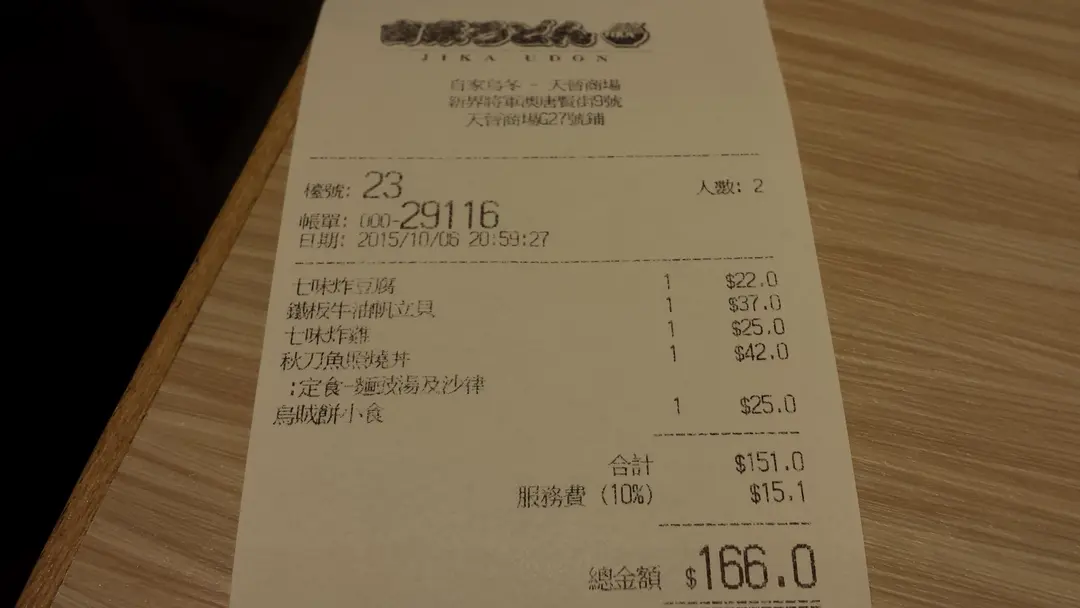 自家うどん
JIKA UDON
自家烏冬 - 天晉商場
新界將軍澳唐賢街9號
天晉商場G27號鋪
檯號: 23 人數: 2
帳單: 000-29116
日期: 2015/10/06 20:59:27
七味炸豆腐 1 $22.0
鐵板牛油帆立貝 1 $37.0
七味炸雞 1 $25.0
秋刀魚照燒丼 1 $42.0
:定食-麵豉湯及沙律
烏賊餅小食 1 $25.0
合計 $151.0
服務費 (10%) $15.1
總金額 $166.0